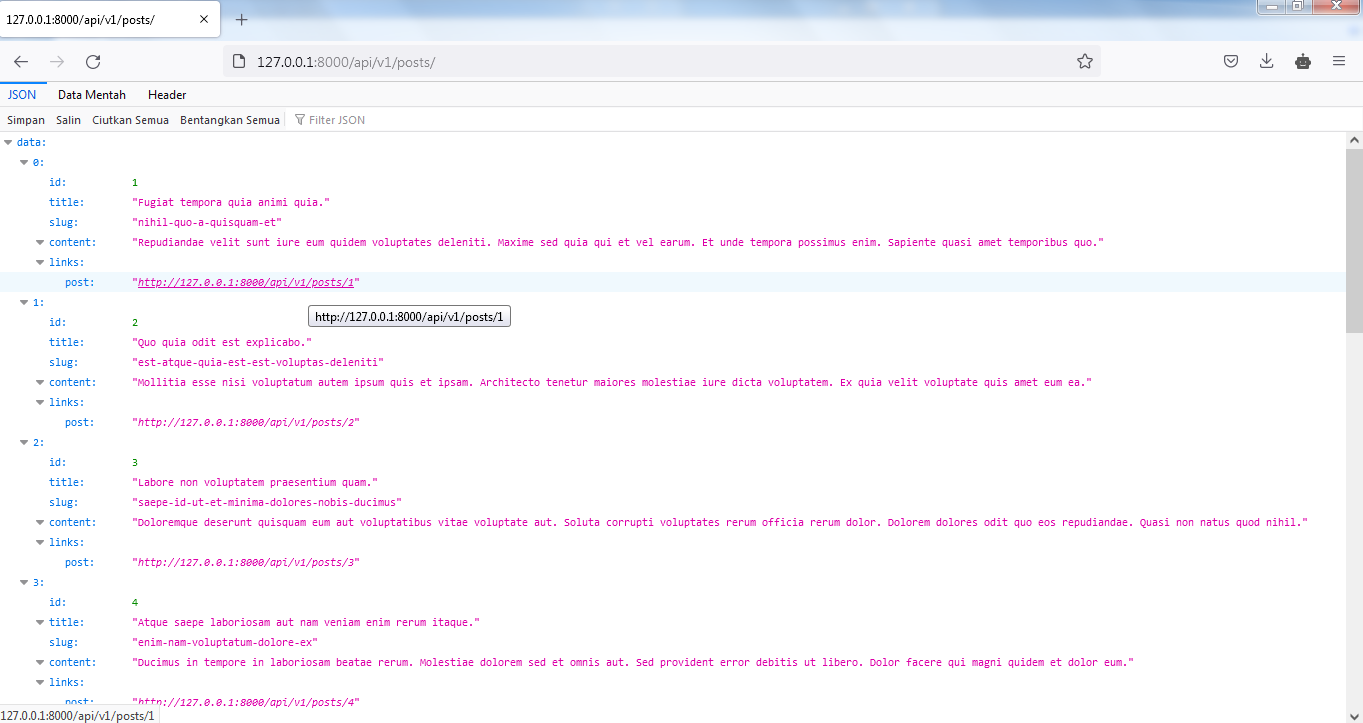 127.0.0.1:8000/api/v1/posts/
127.0.0.1:8000/api/v1/posts/
JSON Data Mentah Header
Simpan Salin Ciutkan Semua Bentangkan Semua Filter JSON
data:
0:
id: 1
title: "Fugiat tempora quia animi quia."
slug: "nihil-quo-a-quisquam-et"
content: "Repudiandae velit sunt iure eum quidem voluptates deleniti. Maxime sed quia qui et vel earum. Et unde tempora possimus enim. Sapiente quasi amet temporibus quo."
links:
post: "http://127.0.0.1:8000/api/v1/posts/1"
1:
http://127.0.0.1:8000/api/v1/posts/1
id: 2
title: "Quo quia odit est explicabo."
slug: "est-atque-quia-est-est-voluptas-deleniti"
content: "Mollitia esse nisi voluptatum autem ipsum quis et ipsam. Architecto tenetur maiores molestiae iure dicta voluptatem. Ex quia velit voluptate quis amet eum ea."
links:
post: "http://127.0.0.1:8000/api/v1/posts/2"
2:
id: 3
title: "Labore non voluptatem praesentium quam."
slug: "saepe-id-ut-et-minima-dolores-nobis-ducimus"
content: "Doloremque deserunt quisquam eum aut voluptatibus vitae voluptate aut. Soluta corrupti voluptates rerum officia rerum dolor. Dolorem dolores odit quo eos repudiandae. Quasi non natus quod nihil."
links:
post: "http://127.0.0.1:8000/api/v1/posts/3"
3:
id: 4
title: "Atque saepe laboriosam aut nam veniam enim rerum itaque."
slug: "enim-nam-voluptatum-dolore-ex"
content: "Ducimus in tempore in laboriosam beatae rerum. Molestiae dolorem sed et omnis aut. Sed provident error debitis ut libero. Dolor facere qui magni quidem et dolor eum."
links:
post: "http://127.0.0.1:8000/api/v1/posts/4"
127.0.0.1:8000/api/v1/posts/1